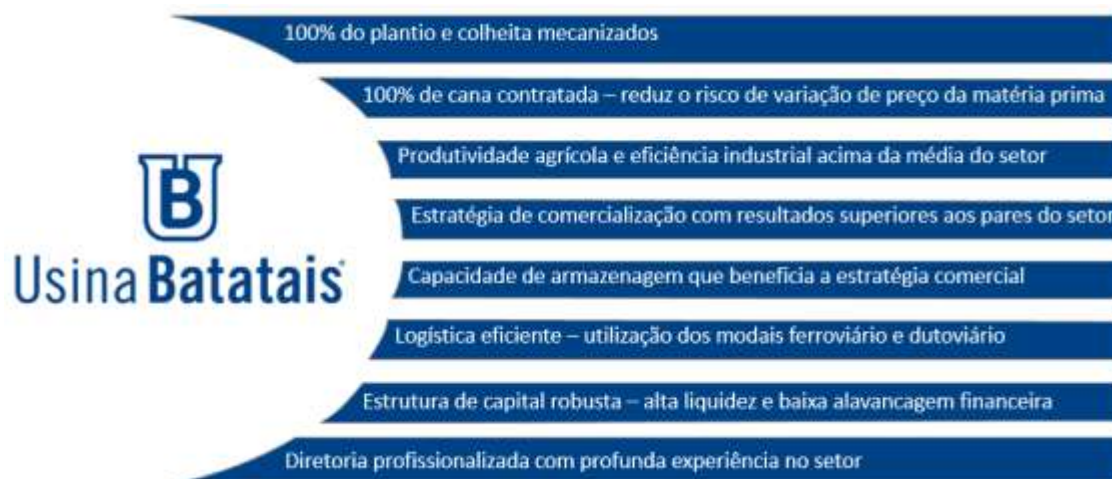 100% do plantio e colheita mecanizados
100% de cana contratada – reduz o risco de variação de preço da matéria prima
Produtividade agrícola e eficiência industrial acima da média do setor
Estratégia de comercialização com resultados superiores aos pares do setor
Capacidade de armazenagem que beneficia a estratégia comercial
Logística eficiente – utilização dos modais ferroviário e dutoviário
Estrutura de capital robusta – alta liquidez e baixa alavancagem financeira
Diretoria profissionalizada com profunda experiência no setor
B
Usina Batatais